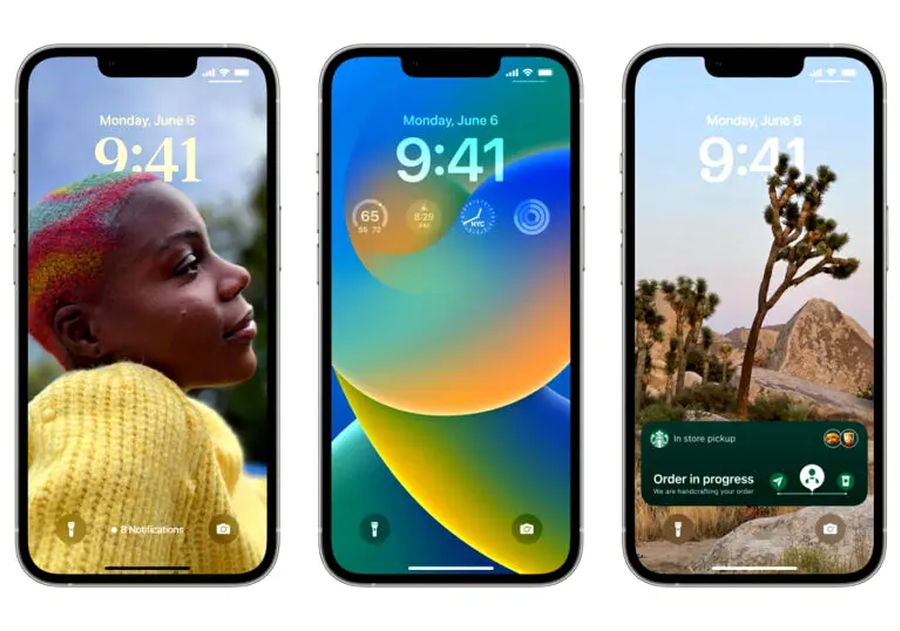 Monday, June 6
9:41
8 Notifications
Monday, June 6
9:41
65
55 72
8:29
PM
NYC
Monday, June 6
9:41
In store pickup
Order in progress
We are handcrafting your order